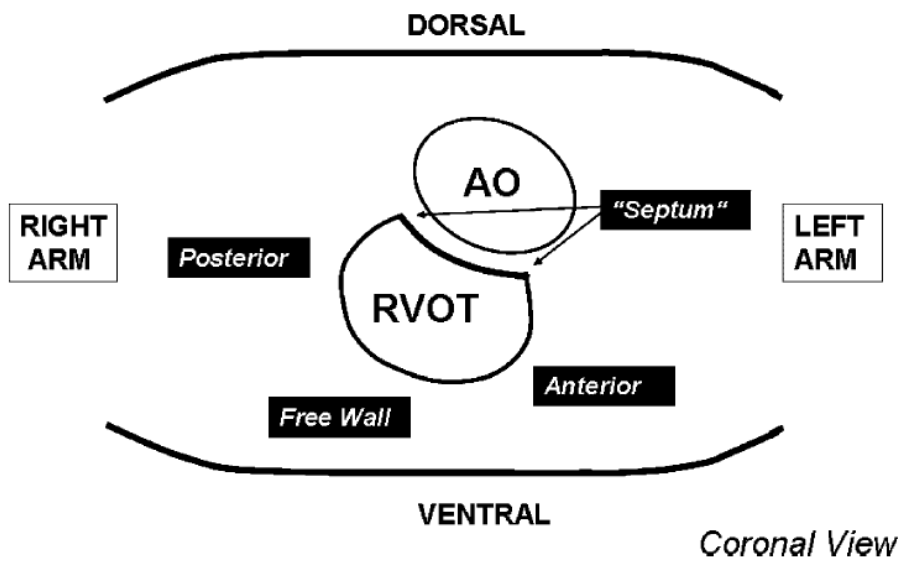 DORSAL
AO
"Septum"
RIGHT
ARM
LEFT
ARM
Posterior
RVOT
Anterior
Free Wall
VENTRAL
Coronal View